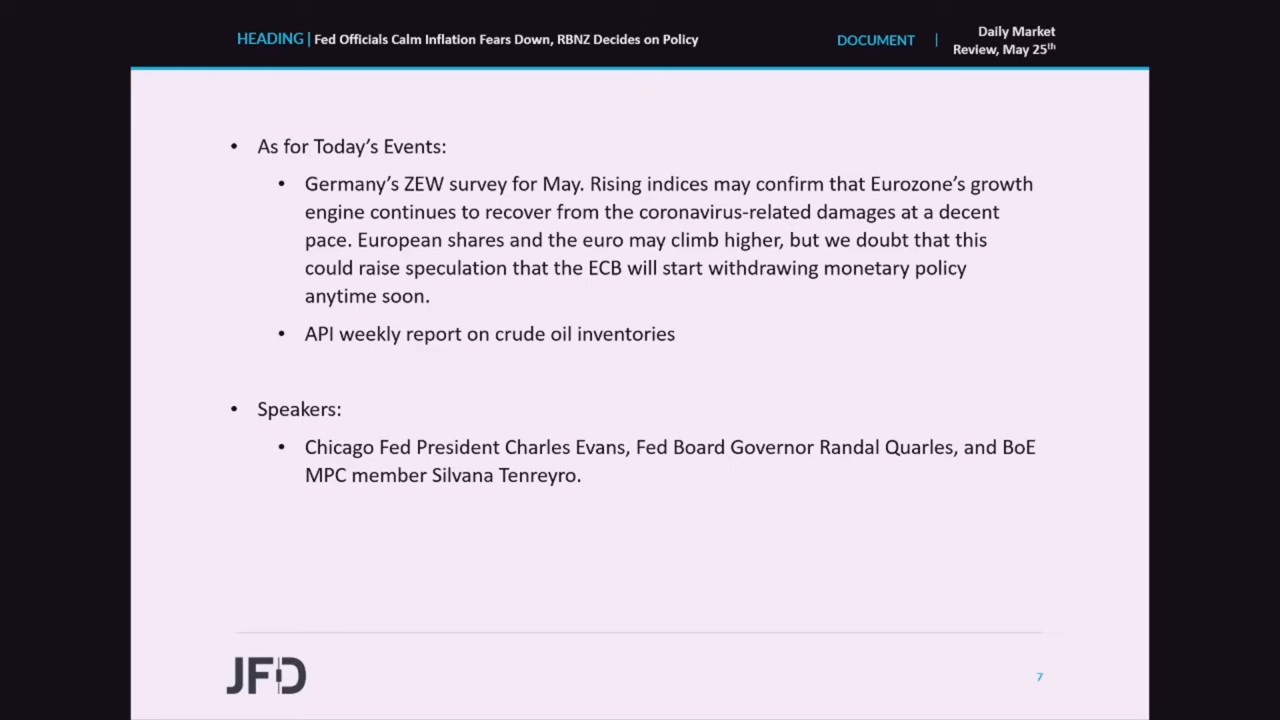 HEADING | Fed Officials Calm Inflation Fears Down, RBNZ Decides on Policy
DOCUMENT | Daily Market
Review, May 25th
• As for Today's Events:
• Germany's ZEW survey for May. Rising indices may confirm that Eurozone's growth
engine continues to recover from the coronavirus-related damages at a decent
pace. European shares and the euro may climb higher, but we doubt that this
could raise speculation that the ECB will start withdrawing monetary policy
anytime soon.
• API weekly report on crude oil inventories
• Speakers:
• Chicago Fed President Charles Evans, Fed Board Governor Randal Quarles, and BoE
MPC member Silvana Tenreyro.
JFD
7